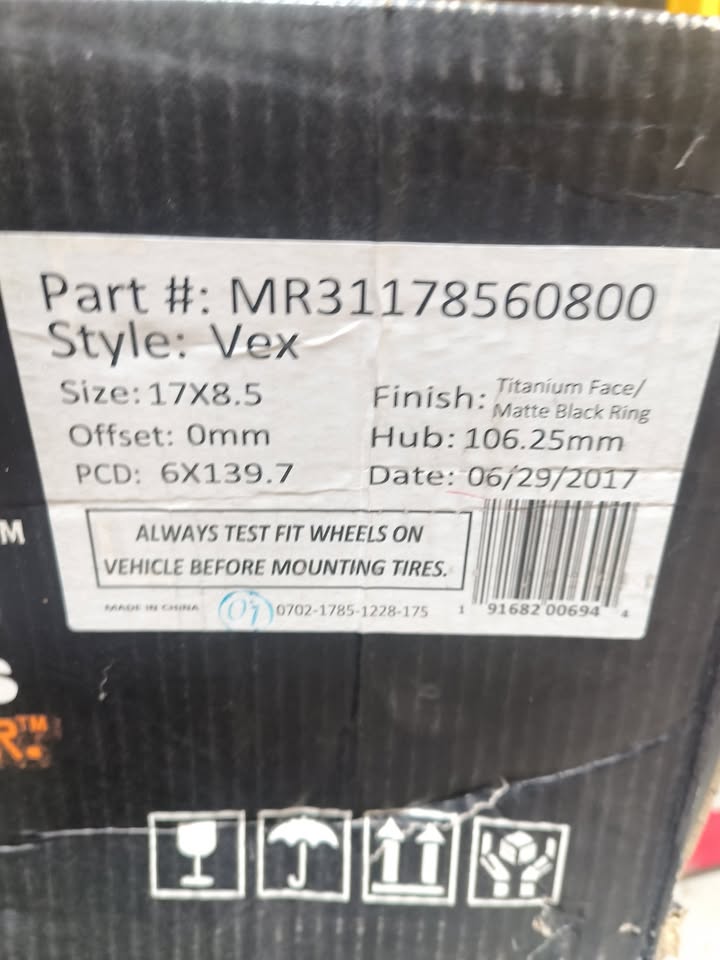 Part #: MR31178560800
Style: Vex
Size: 17X8.5
Finish: Titanium Face/
Matte Black Ring
Offset: 0mm
Hub: 106.25mm
PCD: 6X139.7
Date: 06/29/2017
ALWAYS TEST FIT WHEELS ON
VEHICLE BEFORE MOUNTING TIRES.
MADE IN CHINA
0702-1785-1228-175
1 91682 00694 4
™
S
R.™